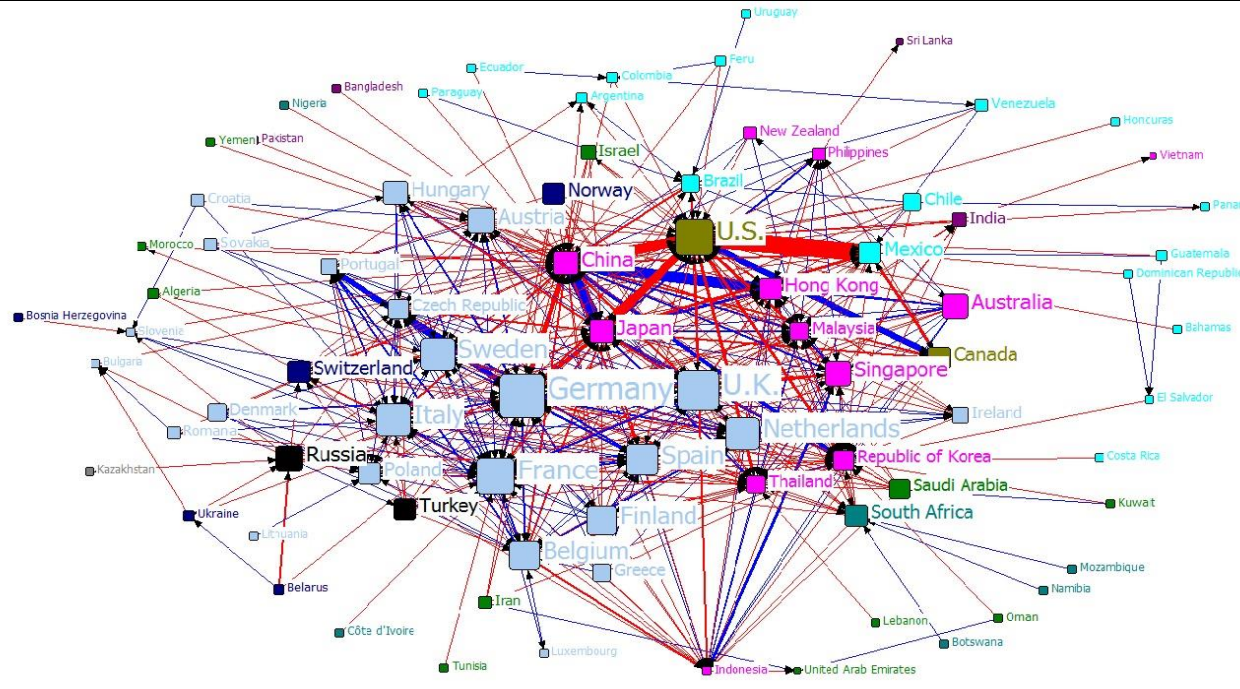 Uruguay
Sri Lanka
Feru
Ecuador
Colombia
Bangladesh
Paraguay
Argentina
Nigeria
Venezuela
Honcuras
New Zealand
Yemen
Pakistan
Israel
Philippines
Vietnam
Croatia
Hungary
Norway
Brazil
Chile
Panar
Austria
India
U.S.
Morocco
Slovakia
Mexico
Guatemala
China
Portugal
Dominican Republic
Hong Kong
Algeria
Czech Republic
Australia
Bosnia Herzegovina
Slovenia
Japan
Malaysia
Bahamas
Sweden
Canada
Bulgaria
Switzerland
Singapore
Germany
U.K.
El Salvador
Denmark
Italy
Ireland
Romana
Netherlands
Russia
Spain
Republic of Korea
Costa Rica
Kazakhstan
Poland
France
Thailand
Saudi Arabia
Kuwait
Turkey
Ukraine
Finland
South Africa
Lithuania
Belgium
Greece
Mozambique
Belarus
Namibia
Iran
Lebanon
Oman
Côte d'Ivoire
Botswana
Luxembourg
Tunisia
Indonesia
United Arab Emirates